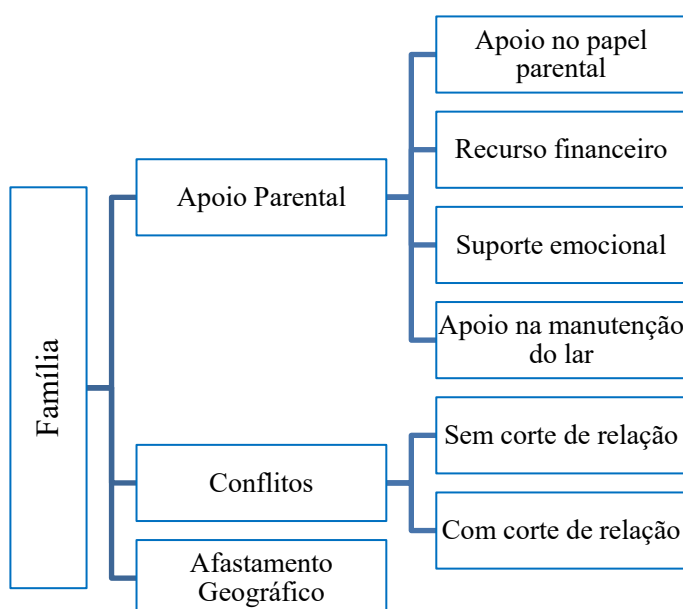 Família
Apoio Parental
Apoio no papel
parental
Recurso financeiro
Suporte emocional
Apoio na manutenção
do lar
Conflitos
Sem corte de relação
Com corte de relação
Afastamento
Geográfico